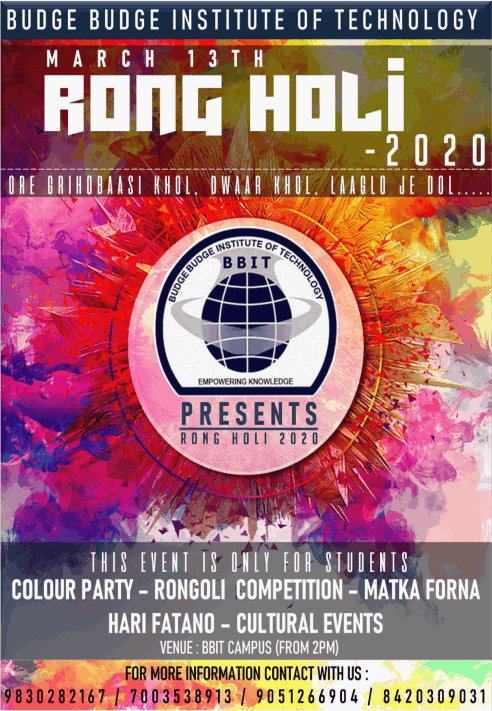 BUDGE BUDGE INSTITUTE OF TECHNOLOGY
MARCH 13TH
RONG HOLI
-2020
ORE GRIHOBAASI KHOL, DWAAR KHOL, LAAGLO JE DOL.....
BUDGE BUDGE INSTITUTE OF TECHNOLOGY
BBIT
EMPOWERING KNOWLEDGE
PRESENTS
RONG HOLI 2020
THIS EVENT IS ONLY FOR STUDENTS
COLOUR PARTY - RONGOLI COMPETITION - MATKA FORNA
HARI FATANO - CULTURAL EVENTS
VENUE : BBIT CAMPUS (FROM 2PM)
FOR MORE INFORMATION CONTACT WITH US :
9830282167 / 7003538913 / 9051266904 / 8420309031